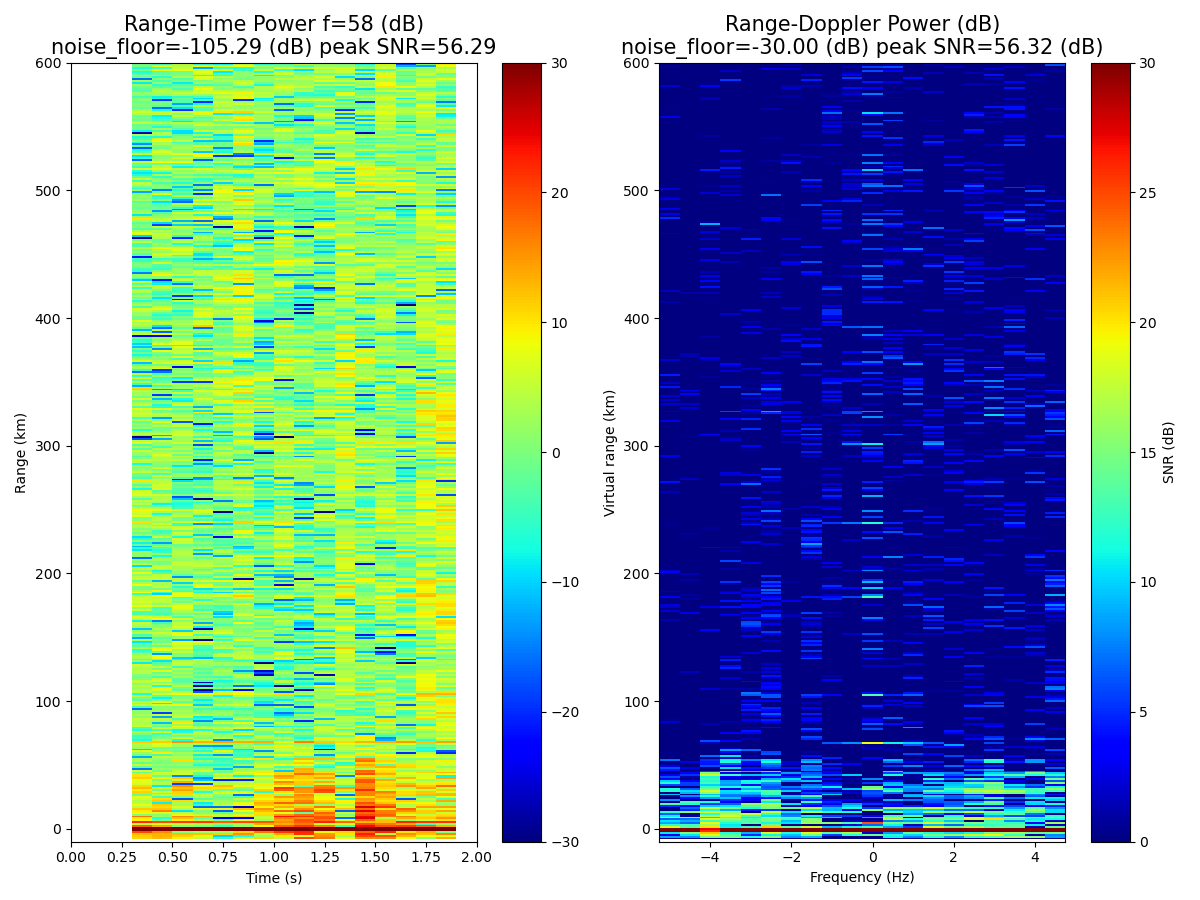 Range-Time Power f=58 (dB)
noise_floor=-105.29 (dB) peak SNR=56.29
Range-Doppler Power (dB)
noise_floor=-30.00 (dB) peak SNR=56.32 (dB)
600
500
400
300
200
100
0
Range (km)
0.00 0.25 0.50 0.75 1.00 1.25 1.50 1.75 2.00
Time (s)
30
20
10
0
−10
−20
−30
600
500
400
300
200
100
0
Virtual range (km)
−4 −2 0 2 4
Frequency (Hz)
30
25
20
15
10
5
0
SNR (dB)